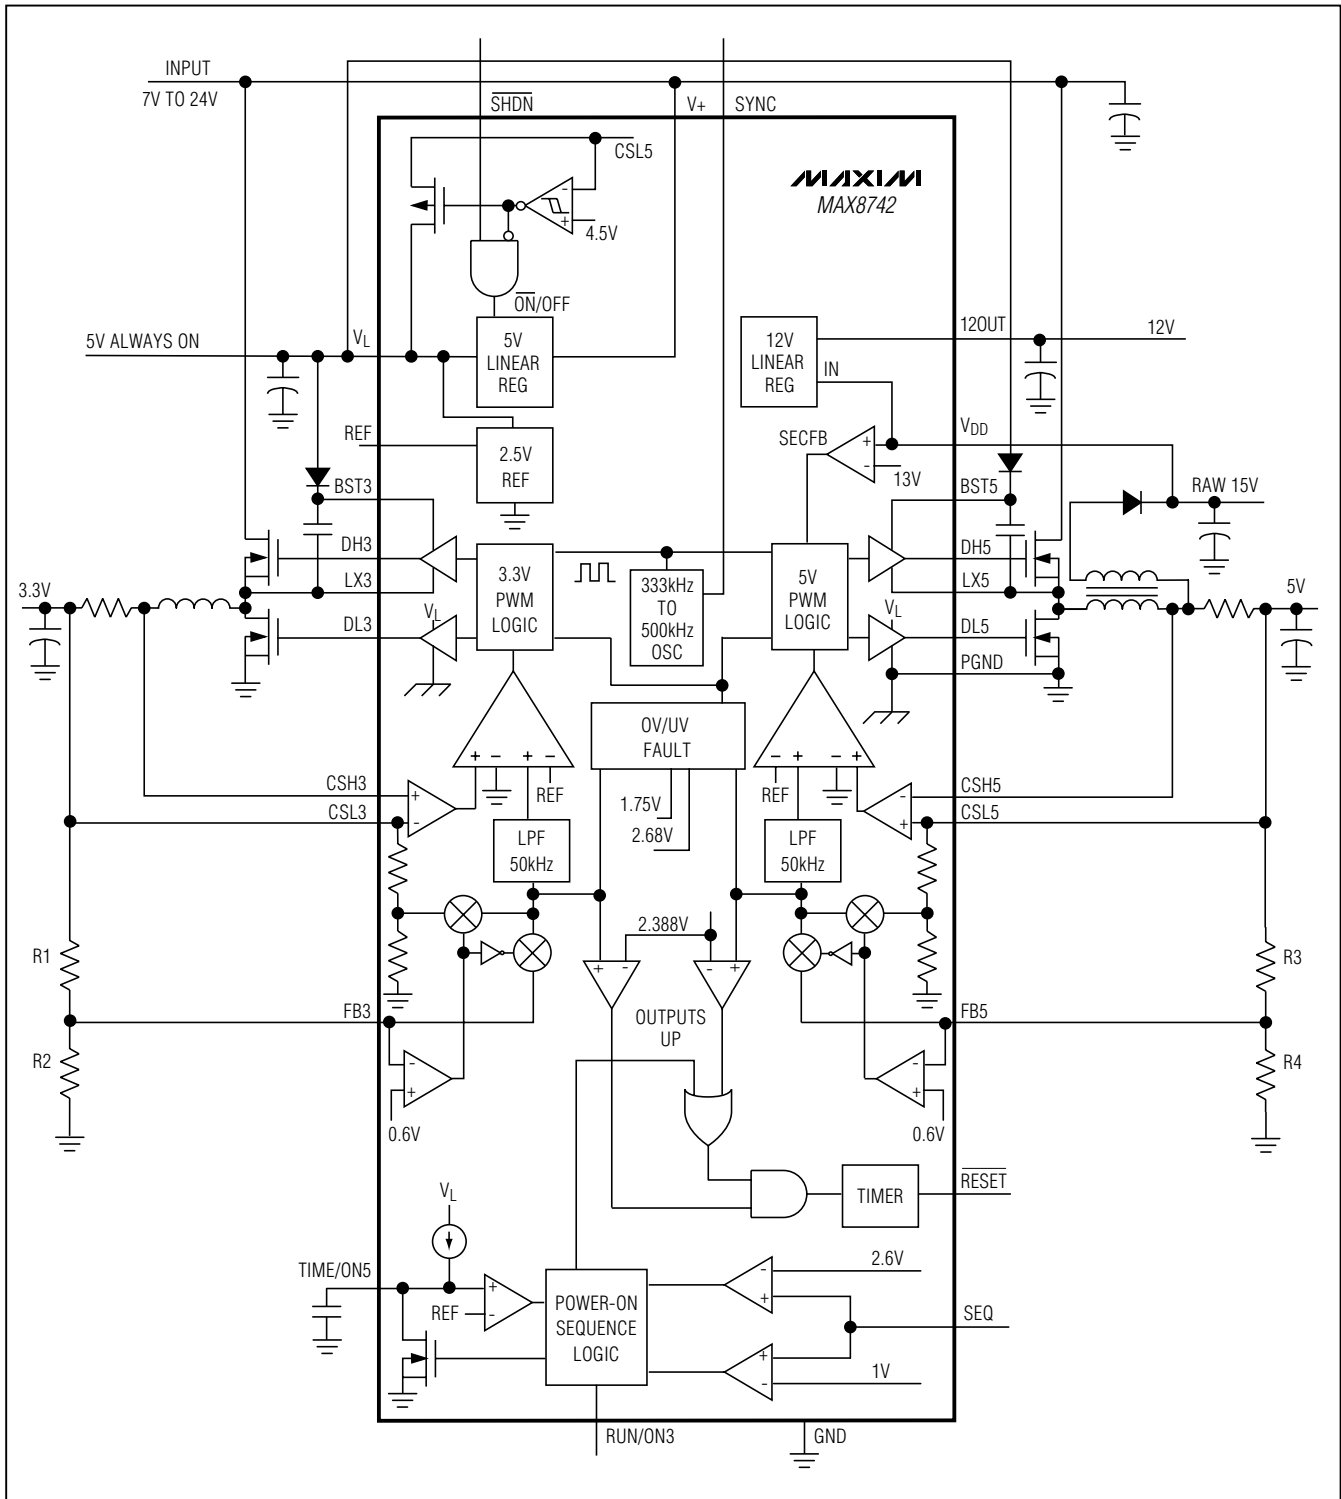 INPUT
7V TO 24V
SHDN
V+
SYNC
CSL5
MAXIM
MAX8742
-
+
4.5V
ON/OFF
5V ALWAYS ON
VL
5V
LINEAR
REG
12V
LINEAR
REG
IN
12OUT
12V
REF
2.5V
REF
SECFB
+
-
13V
VDD
BST3
BST5
RAW 15V
DH3
DH5
3.3V
LX3
3.3V
PWM
LOGIC
333kHz
TO
500kHz
OSC
5V
PWM
LOGIC
LX5
5V
VL
VL
DL3
DL5
PGND
OV/UV
FAULT
+ - + -
- + - +
REF
REF
CSH3
+
CSL3
-
1.75V
2.68V
-
CSH5
+
CSL5
LPF
50kHz
LPF
50kHz
2.388V
R1
R3
+ -
- +
FB3
OUTPUTS
UP
FB5
R2
R4
-
+
-
+
0.6V
0.6V
RESET
TIMER
VL
TIME/ON5
2.6V
+
-
REF
-
+
POWER-ON
SEQUENCE
LOGIC
SEQ
+
-
1V
RUN/ON3
GND